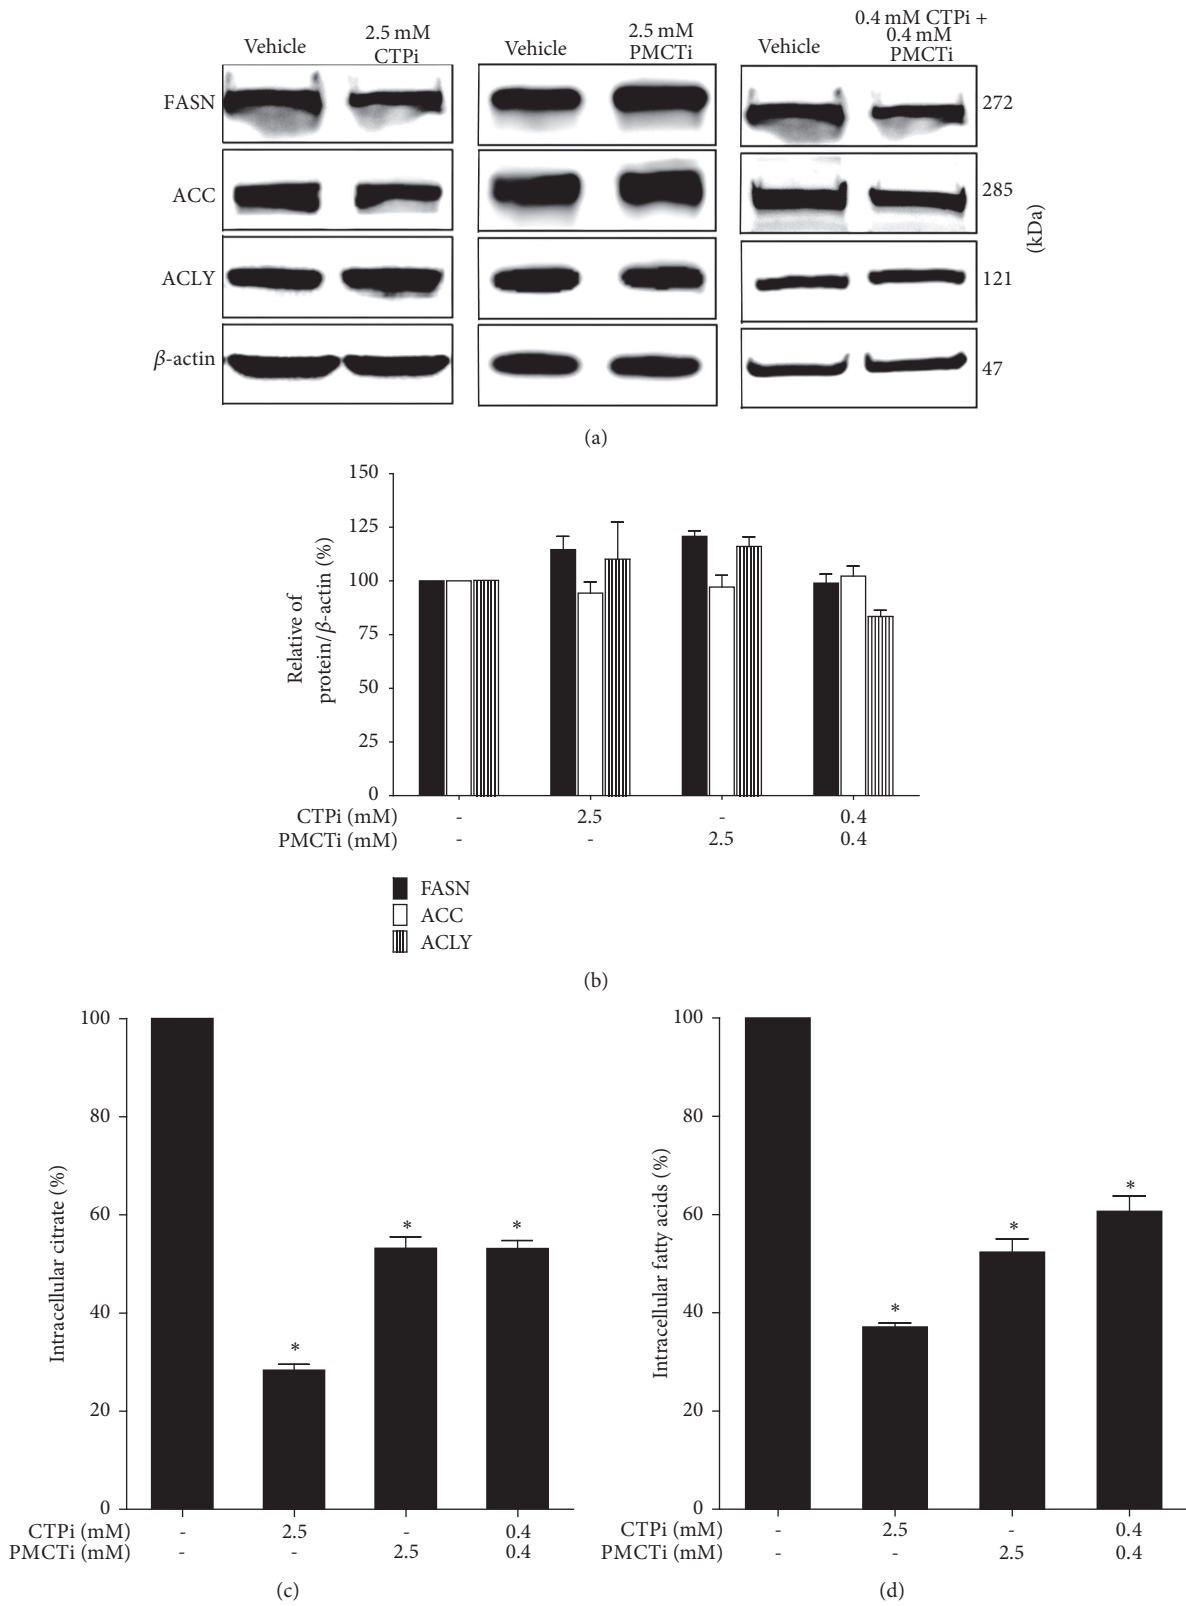 Vehicle
2.5 mM
CTPi
Vehicle
2.5 mM
PMCTi
Vehicle
0.4 mM CTPi +
0.4 mM
PMCTi
FASN
272
ACC
285
ACLY
121
β-actin
47
(kDa)
(a)
Relative of
protein/β-actin (%)
150
125
100
75
50
25
0
CTPi (mM) - 2.5 - 0.4
PMCTi (mM) - - 2.5 0.4
FASN
ACC
ACLY
(b)
Intracellular citrate (%)
100
80
60
40
20
0
* * *
CTPi (mM) - 2.5 - 0.4
PMCTi (mM) - - 2.5 0.4
(c)
Intracellular fatty acids (%)
100
80
60
40
20
0
* * *
CTPi (mM) - 2.5 - 0.4
PMCTi (mM) - - 2.5 0.4
(d)